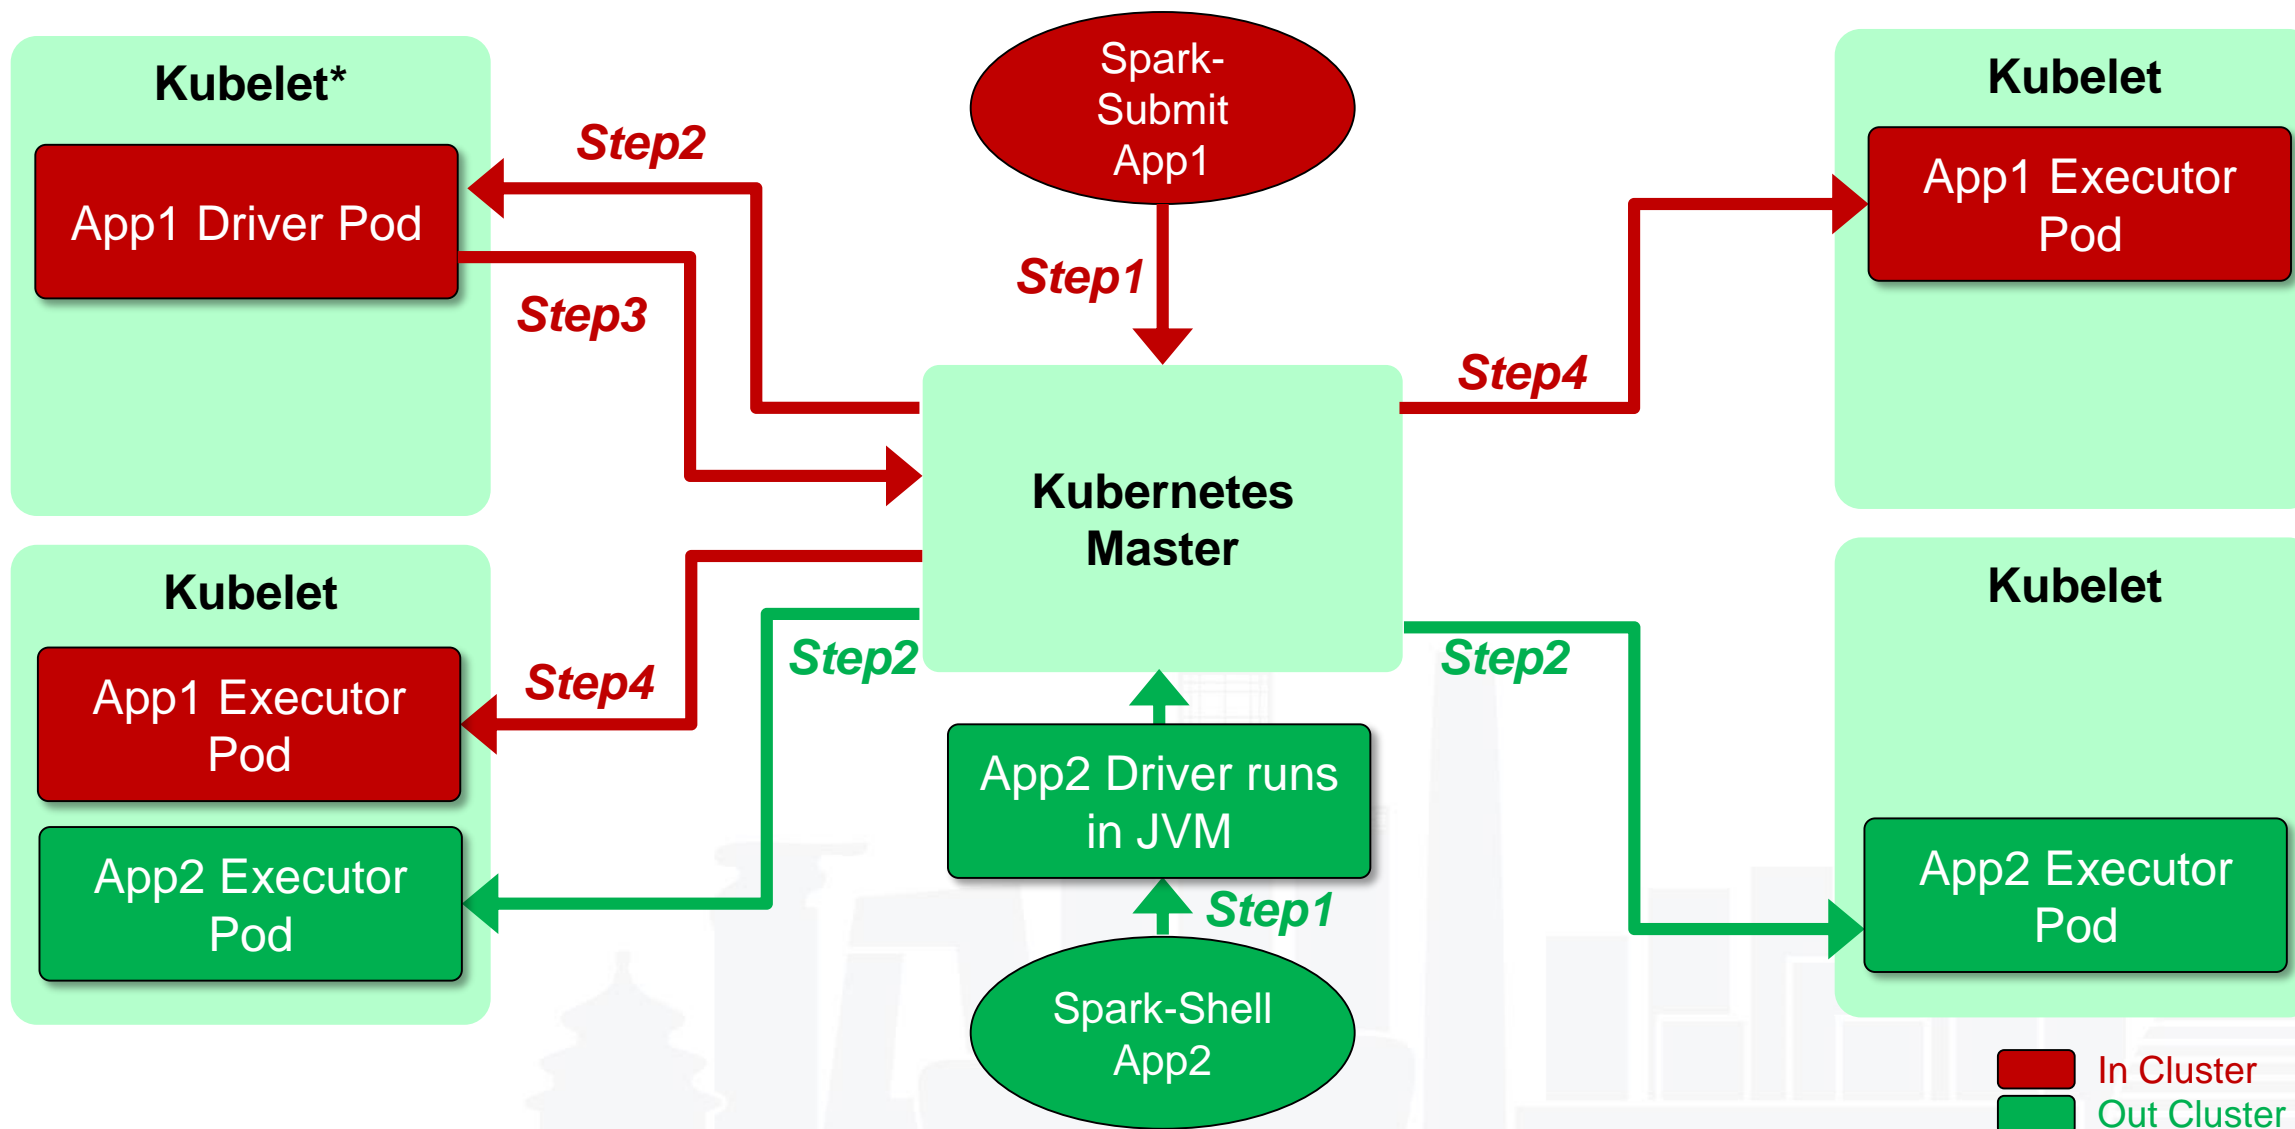 Kubelet*
App1 Driver Pod
Step2
Step3
Spark-
Submit
App1
Step1
Kubelet
App1 Executor
Pod
Step4
Kubernetes
Master
Kubelet
App1 Executor
Pod
App2 Executor
Pod
Step4
Step2
App2 Driver runs
in JVM
Step1
Spark-Shell
App2
Step2
Kubelet
App2 Executor
Pod
In Cluster
Out Cluster